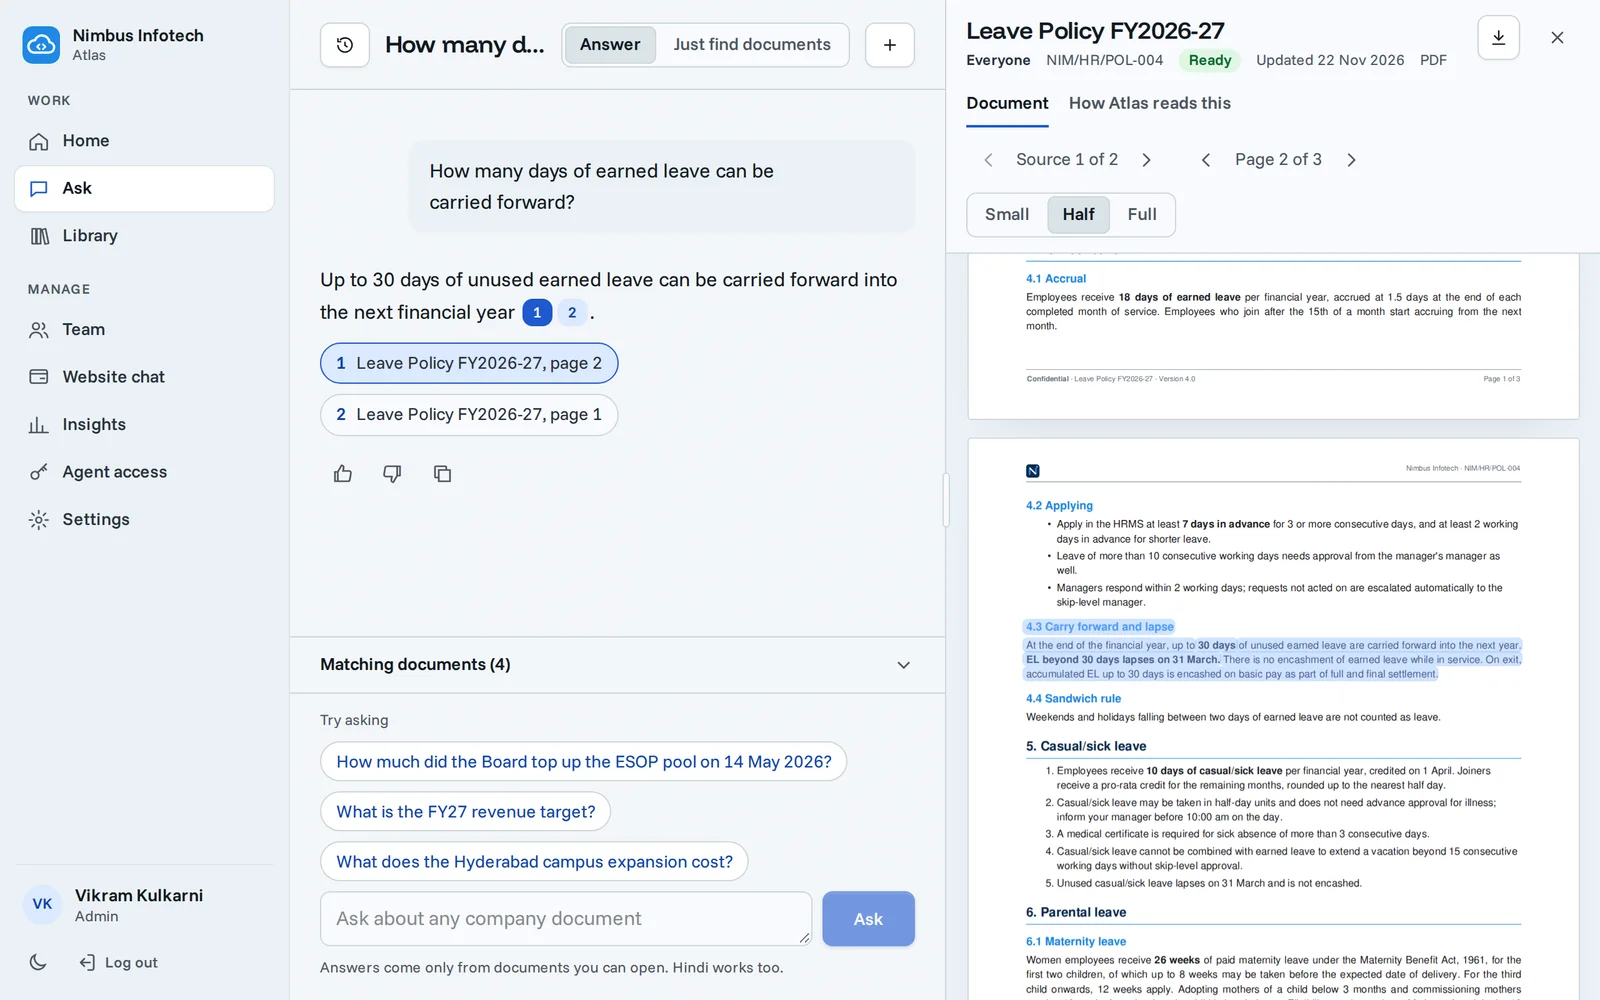 Nimbus Infotech
Atlas
WORK
Home
Ask
Library
MANAGE
Team
Website chat
Insights
Agent access
Settings
VK
Vikram Kulkarni
Admin
Log out
How many d...
Answer
Just find documents
How many days of earned leave can be
carried forward?
Up to 30 days of unused earned leave can be carried forward into
the next financial year 1 2 .
1 Leave Policy FY2026-27, page 2
2 Leave Policy FY2026-27, page 1
Matching documents (4)
Try asking
How much did the Board top up the ESOP pool on 14 May 2026?
What is the FY27 revenue target?
What does the Hyderabad campus expansion cost?
Ask about any company document
Ask
Answers come only from documents you can open. Hindi works too.
Leave Policy FY2026-27
Everyone NIM/HR/POL-004 Ready Updated 22 Nov 2026 PDF
Document
How Atlas reads this
Source 1 of 2
Page 2 of 3
Small
Half
Full
4.1 Accrual
Employees receive 18 days of earned leave per financial year, accrued at 1.5 days at the end of each
completed month of service. Employees who join after the 15th of a month start accruing from the next
month.
Confidential · Leave Policy FY2026-27 · Version 4.0
Page 1 of 3
N
Nimbus Infotech · NIM/HR/POL-004
4.2 Applying
• Apply in the HRMS at least 7 days in advance for 3 or more consecutive days, and at least 2 working
days in advance for shorter leave.
• Leave of more than 10 consecutive working days needs approval from the manager's manager as
well.
• Managers respond within 2 working days; requests not acted on are escalated automatically to the
skip-level manager.
4.3 Carry forward and lapse
At the end of the financial year, up to 30 days of unused earned leave are carried forward into the next year.
EL beyond 30 days lapses on 31 March. There is no encashment of earned leave while in service. On exit,
accumulated EL up to 30 days is encashed on basic pay as part of full and final settlement.
4.4 Sandwich rule
Weekends and holidays falling between two days of earned leave are not counted as leave.
5. Casual/sick leave
1. Employees receive 10 days of casual/sick leave per financial year, credited on 1 April. Joiners
receive a pro-rata credit for the remaining months, rounded up to the nearest half day.
2. Casual/sick leave may be taken in half-day units and does not need advance approval for illness;
inform your manager before 10:00 am on the day.
3. A medical certificate is required for sick absence of more than 3 consecutive days.
4. Casual/sick leave cannot be combined with earned leave to extend a vacation beyond 15 consecutive
working days without skip-level approval.
5. Unused casual/sick leave lapses on 31 March and is not encashed.
6. Parental leave
6.1 Maternity leave
Women employees receive 26 weeks of paid maternity leave under the Maternity Benefit Act, 1961, for the
first two children, of which up to 8 weeks may be taken before the expected date of delivery. For the third
child onwards, 12 weeks apply. Adopting mothers of a child below 3 months and commissioning mothers